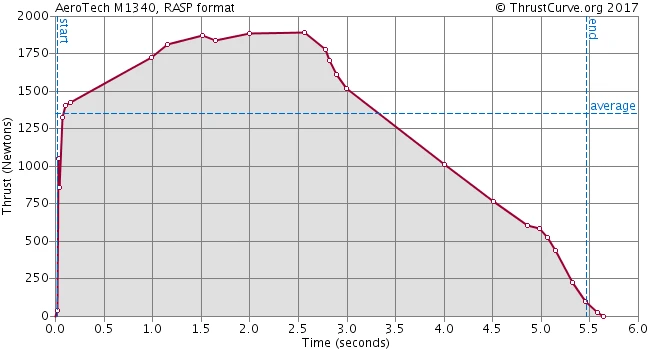 AeroTech M1340, RASP format
© ThrustCurve.org 2017
start
end
average
2000
1750
1500
1250
1000
750
500
250
0
Thrust (Newtons)
0.0 0.5 1.0 1.5 2.0 2.5 3.0 3.5 4.0 4.5 5.0 5.5 6.0
Time (seconds)